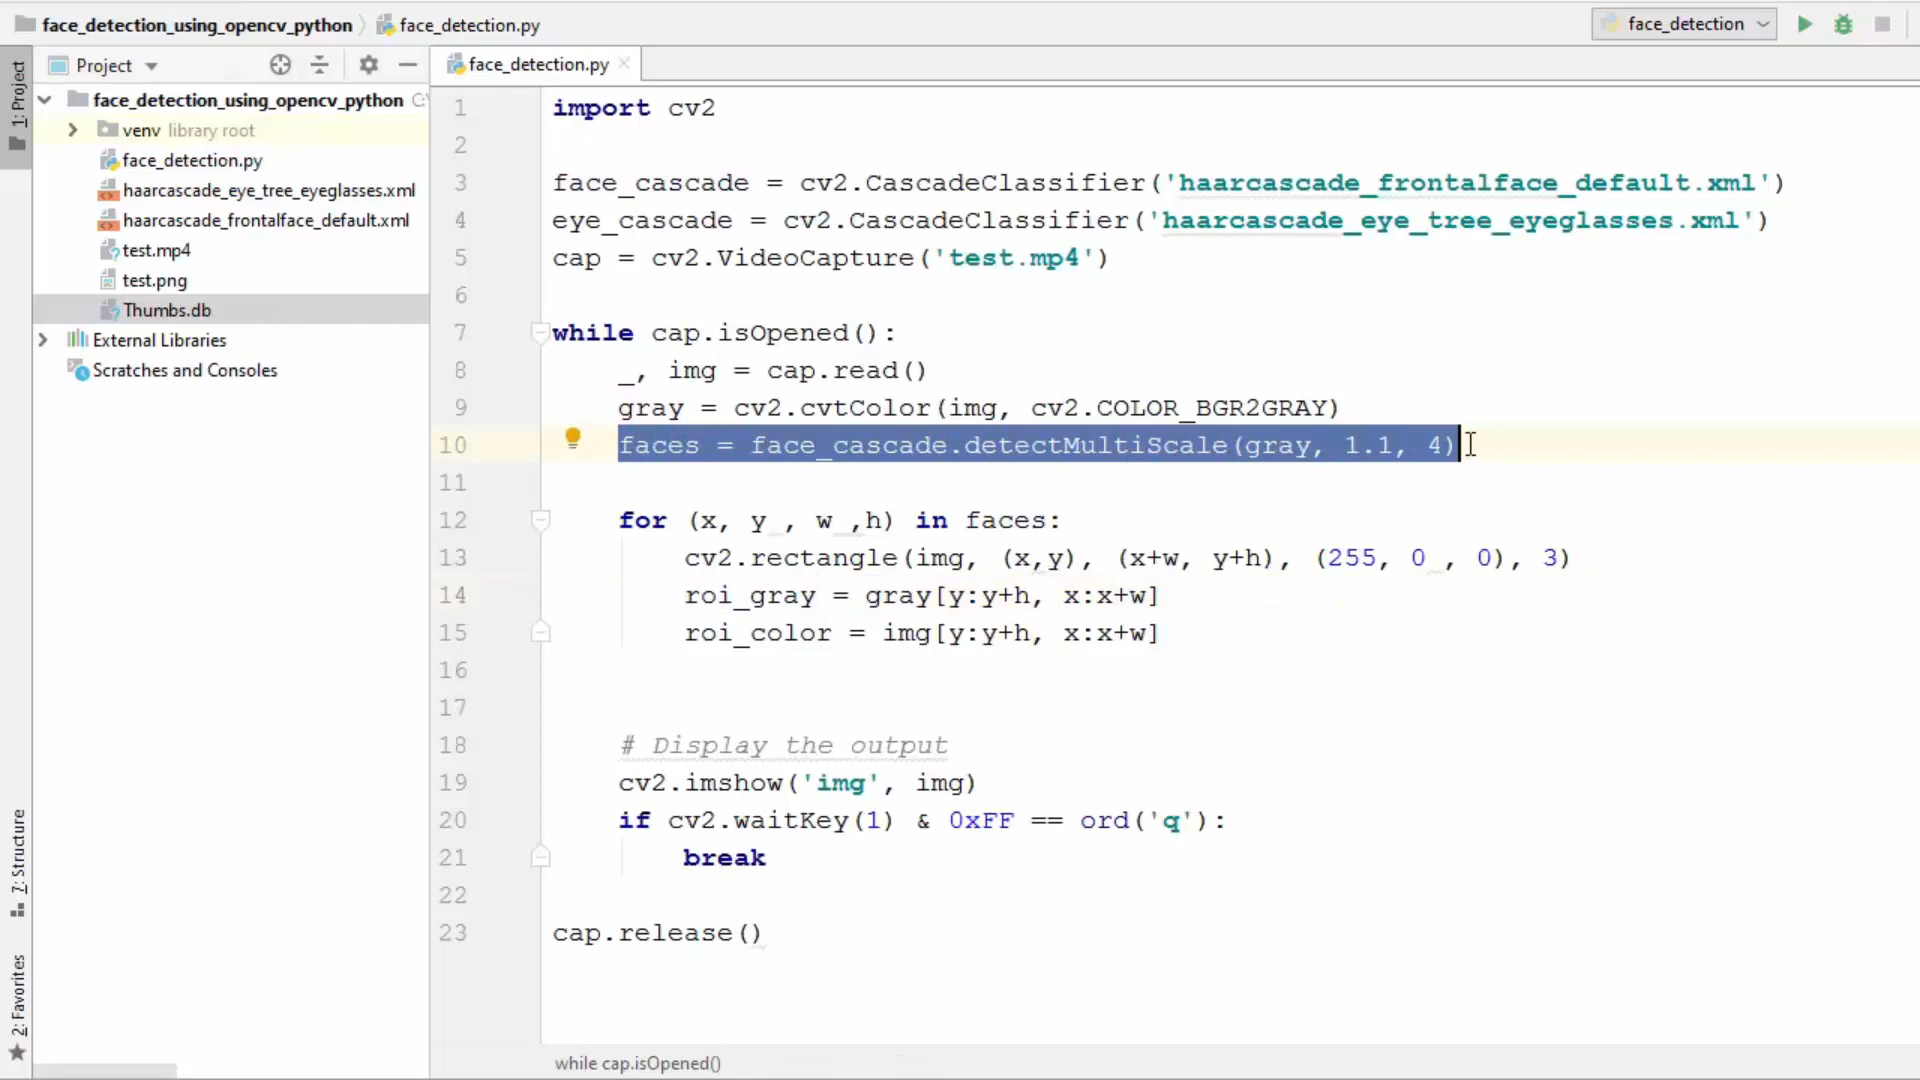 face_detection_using_opencv_python
face_detection.py
face_detection
1: Project
Project
face_detection.py
face_detection_using_opencv_python
venv library root
face_detection.py
haarcascade_eye_tree_eyeglasses.xml
haarcascade_frontalface_default.xml
test.mp4
test.png
Thumbs.db
External Libraries
Scratches and Consoles
7: Structure
2: Favorites
1 import cv2
2
3 face_cascade = cv2.CascadeClassifier('haarcascade_frontalface_default.xml')
4 eye_cascade = cv2.CascadeClassifier('haarcascade_eye_tree_eyeglasses.xml')
5 cap = cv2.VideoCapture('test.mp4')
6
7 while cap.isOpened():
8 _, img = cap.read()
9 gray = cv2.cvtColor(img, cv2.COLOR_BGR2GRAY)
10 faces = face_cascade.detectMultiScale(gray, 1.1, 4)
11
12 for (x, y , w ,h) in faces:
13 cv2.rectangle(img, (x,y), (x+w, y+h), (255, 0 , 0), 3)
14 roi_gray = gray[y:y+h, x:x+w]
15 roi_color = img[y:y+h, x:x+w]
16
17
18 # Display the output
19 cv2.imshow('img', img)
20 if cv2.waitKey(1) & 0xFF == ord('q'):
21 break
22
23 cap.release()
while cap.isOpened()